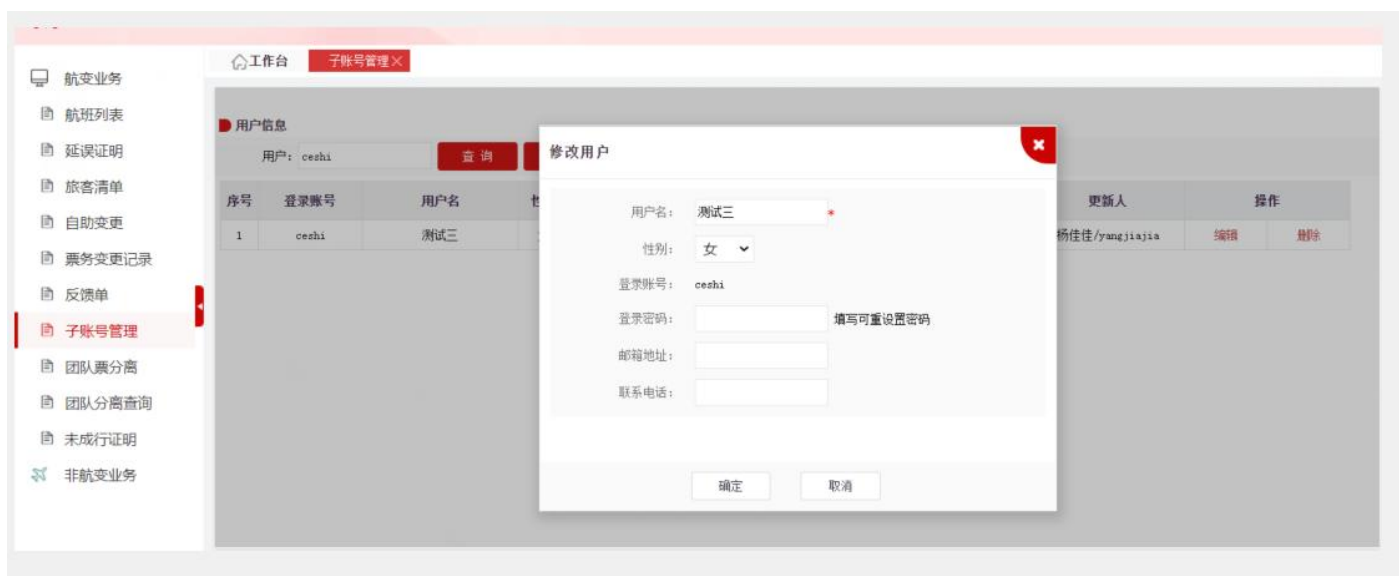 工作台 子账号管理
航变业务
航班列表
延误证明
旅客清单
自助变更
票务变更记录
反馈单
子账号管理
团队票分离
团队分离查询
未成行证明
非航变业务
用户信息
用户: ceshi 查询
序号 登录账号 用户名 更新人 操作
1 ceshi 测试三 杨佳佳/yangjiajia 编辑 删除
修改用户
用户名: 测试三 *
性别: 女
登录账号: ceshi
登录密码: 填写可重设置密码
邮箱地址:
联系电话:
确定 取消